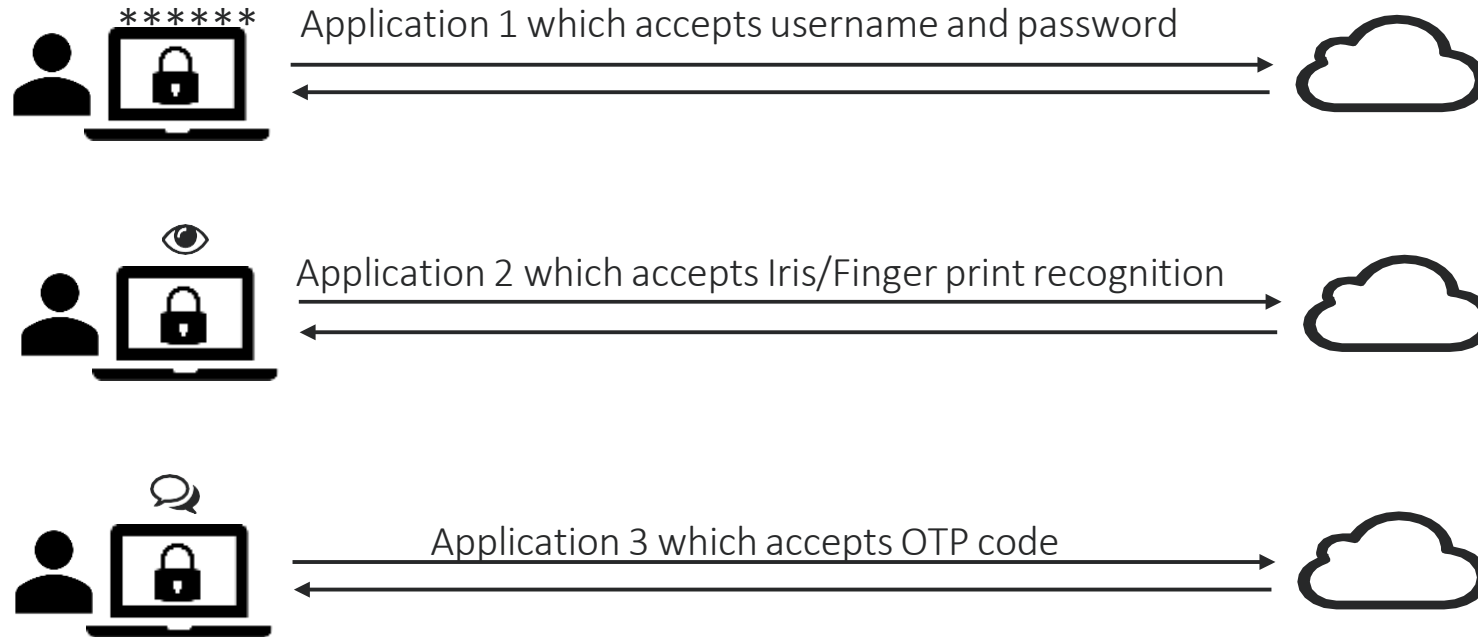 ******
Application 1 which accepts username and password
Application 2 which accepts Iris/Finger print recognition
Application 3 which accepts OTP code